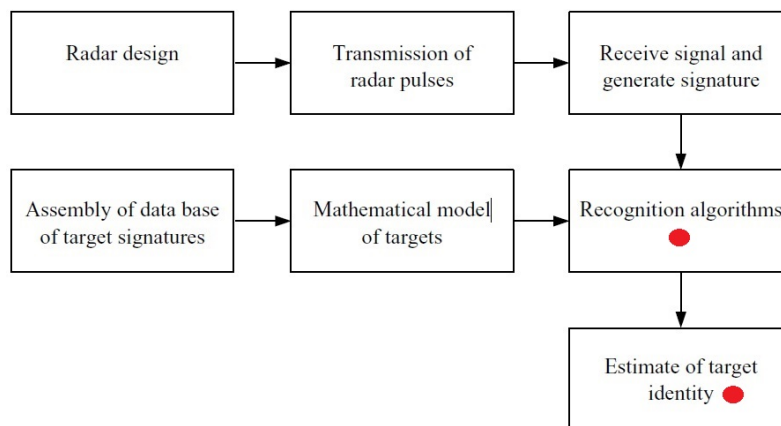 Radar design
Transmission of
radar pulses
Receive signal and
generate signature
Assembly of data base
of target signatures
Mathematical model
of targets
Recognition algorithms
Estimate of target
identity